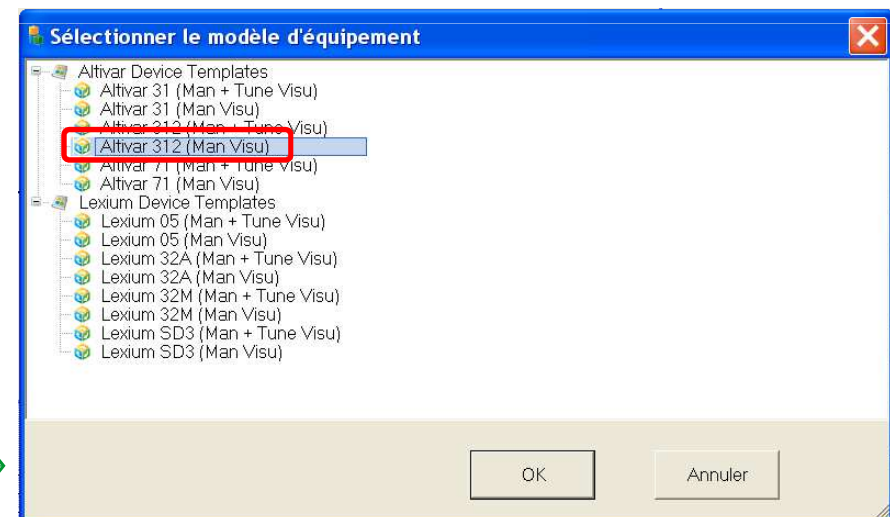 Sélectionner le modèle d'équipement
Altivar Device Templates
Altivar 31 (Man + Tune Visu)
Altivar 31 (Man Visu)
Altivar 312 (Man + Tune Visu)
Altivar 312 (Man Visu)
Altivar 71 (Man + Tune Visu)
Altivar 71 (Man Visu)
Lexium Device Templates
Lexium 05 (Man + Tune Visu)
Lexium 05 (Man Visu)
Lexium 32A (Man + Tune Visu)
Lexium 32A (Man Visu)
Lexium 32M (Man + Tune Visu)
Lexium 32M (Man Visu)
Lexium SD3 (Man + Tune Visu)
Lexium SD3 (Man Visu)
OK
Annuler